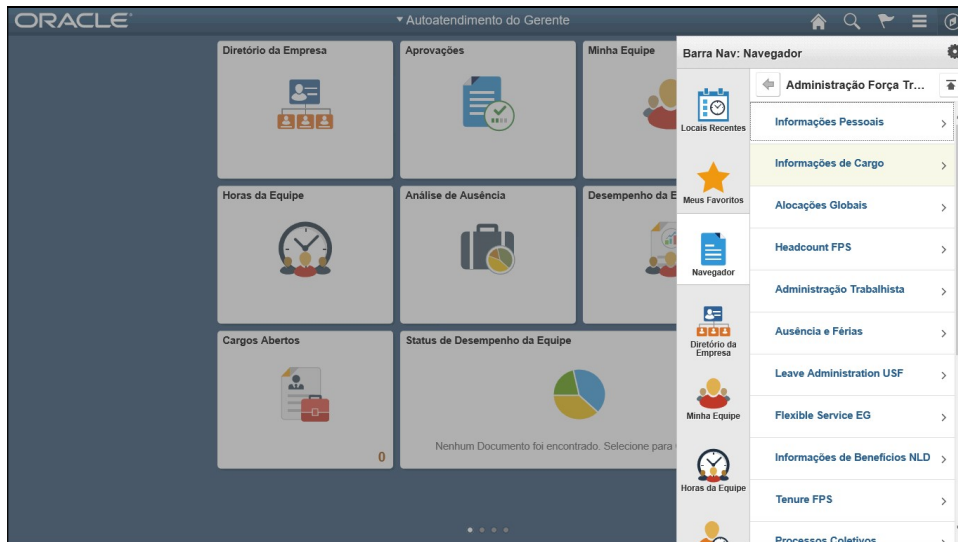 ORACLE
Autoatendimento do Gerente
Diretório da Empresa
Aprovações
Minha Equipe
Horas da Equipe
Análise de Ausência
Desempenho da E
Cargos Abertos
0
Status de Desempenho da Equipe
Nenhum Documento foi encontrado. Selecione para
Barra Nav: Navegador
Locais Recentes
Meus Favoritos
Navegador
Diretório da
Empresa
Minha Equipe
Horas da Equipe
Administração Força Tr...
Informações Pessoais
Informações de Cargo
Alocações Globais
Headcount FPS
Administração Trabalhista
Ausência e Férias
Leave Administration USF
Flexible Service EG
Informações de Benefícios NLD
Tenure FPS
Processos Coletivos